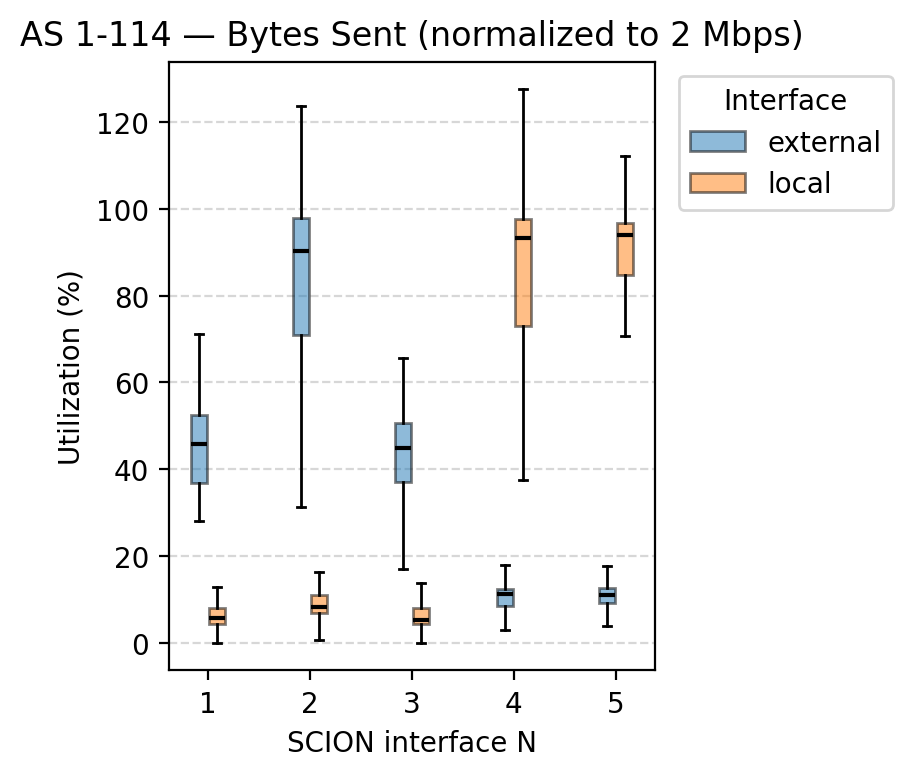 AS 1-114 — Bytes Sent (normalized to 2 Mbps)
Interface
external
local
Utilization (%)
120
100
80
60
40
20
0
1 2 3 4 5
SCION interface N